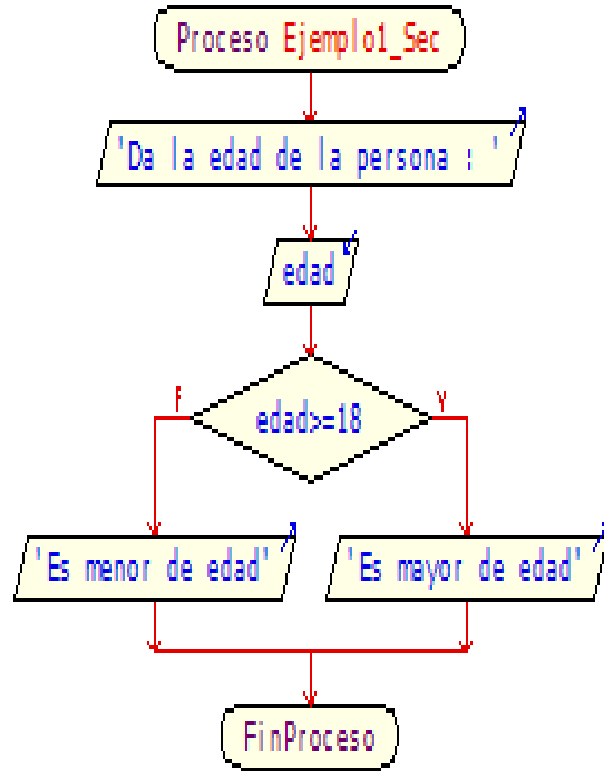 Proceso Ejemplo1_Sec
'Da la edad de la persona : '
edad
F
V
edad>=18
'Es menor de edad'
'Es mayor de edad'
FinProceso